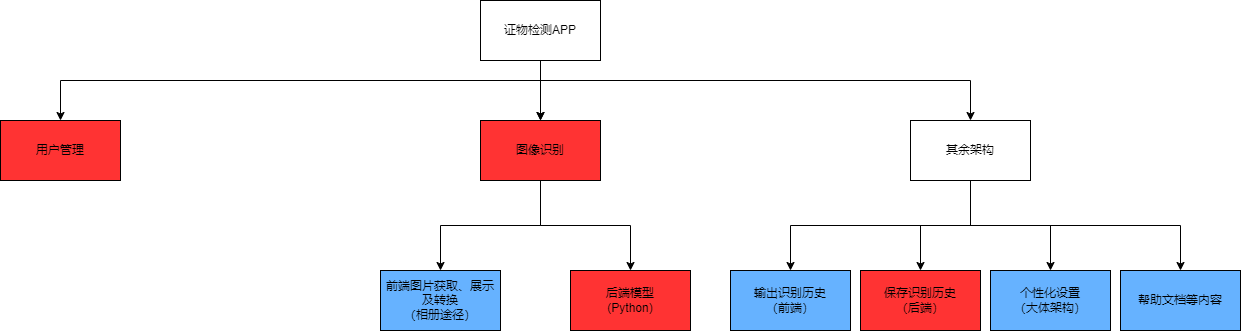 证物检测APP
用户管理
图像识别
其余架构
前端图片获取、展示
及转换
（相册途径）
后端模型
（Python）
输出识别历史
（前端）
保存识别历史
（后端）
个性化设置
（大体架构）
帮助文档等内容